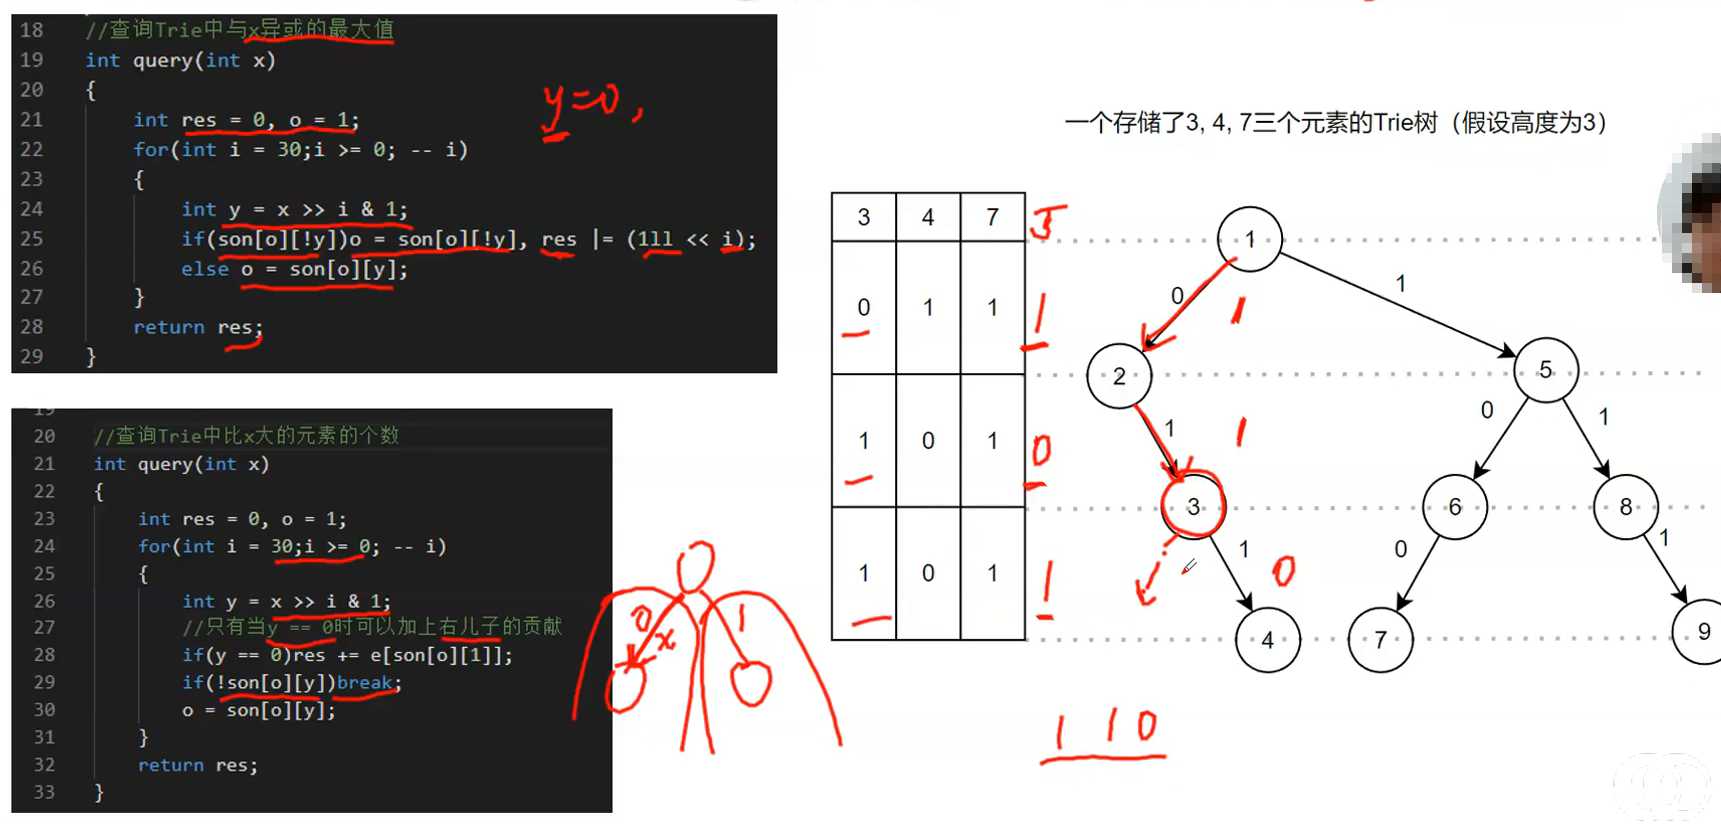 18 //查询Trie中与x异或的最大值
19 int query(int x)
20 {
21 int res = 0, o = 1;
22 for(int i = 30;i >= 0; -- i)
23 {
24 int y = x >> i & 1;
25 if(son[o][!y])o = son[o][!y], res |= (1ll << i);
26 else o = son[o][y];
27 }
28 return res;
29 }
y=0,
19
20 //查询Trie中比x大的元素的个数
21 int query(int x)
22 {
23 int res = 0, o = 1;
24 for(int i = 30;i >= 0; -- i)
25 {
26 int y = x >> i & 1;
27 //只有当y == 0时可以加上右儿子的贡献
28 if(y == 0)res += e[son[o][1]];
29 if(!son[o][y])break;
30 o = son[o][y];
31 }
32 return res;
33 }
0 1
x
一个存储了3, 4, 7三个元素的Trie树（假设高度为3）
3 4 7 5
0 1 1 1
1 0 1 0
1 0 1 1
1
0 1 1
2 5
1 1 0 1
3 6 8
1 0 0 1
4 7 9
1 1 0